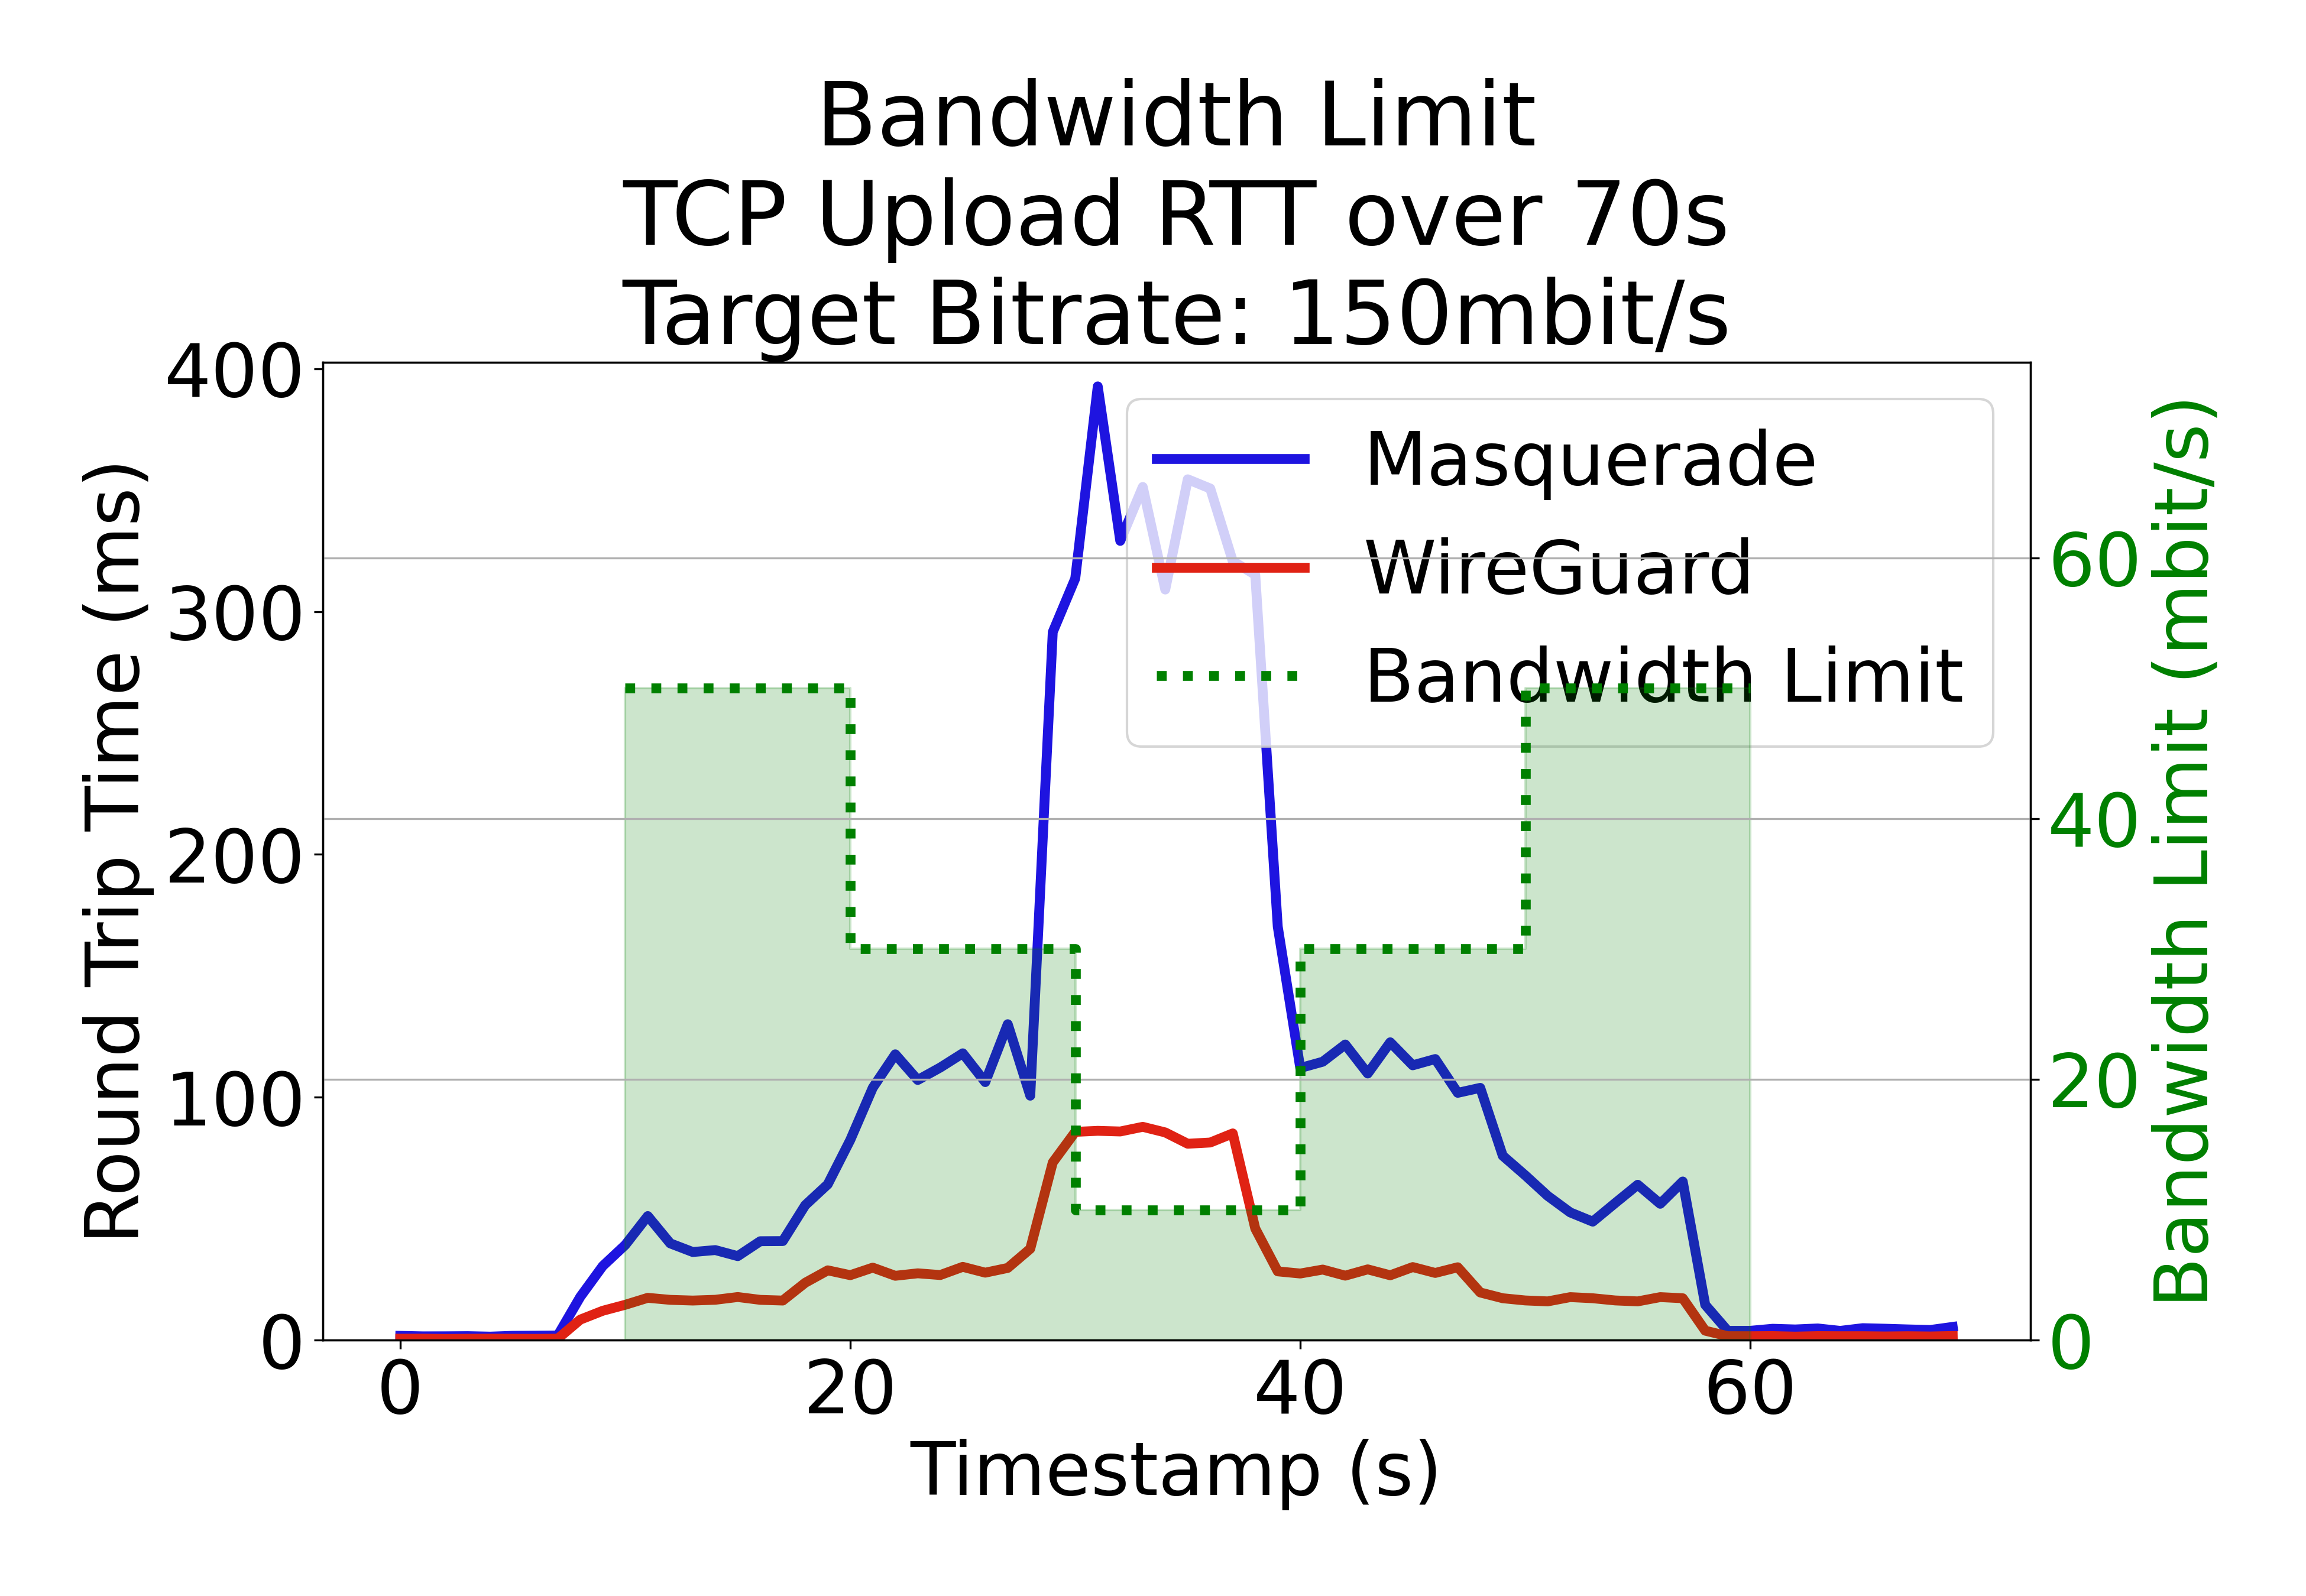 Bandwidth Limit
TCP Upload RTT over 70s
Target Bitrate: 150mbit/s
Round Trip Time (ms)
400
300
200
100
0
Masquerade
WireGuard
Bandwidth Limit
60
40
20
0
Bandwidth Limit (mbit/s)
0 20 40 60
Timestamp (s)